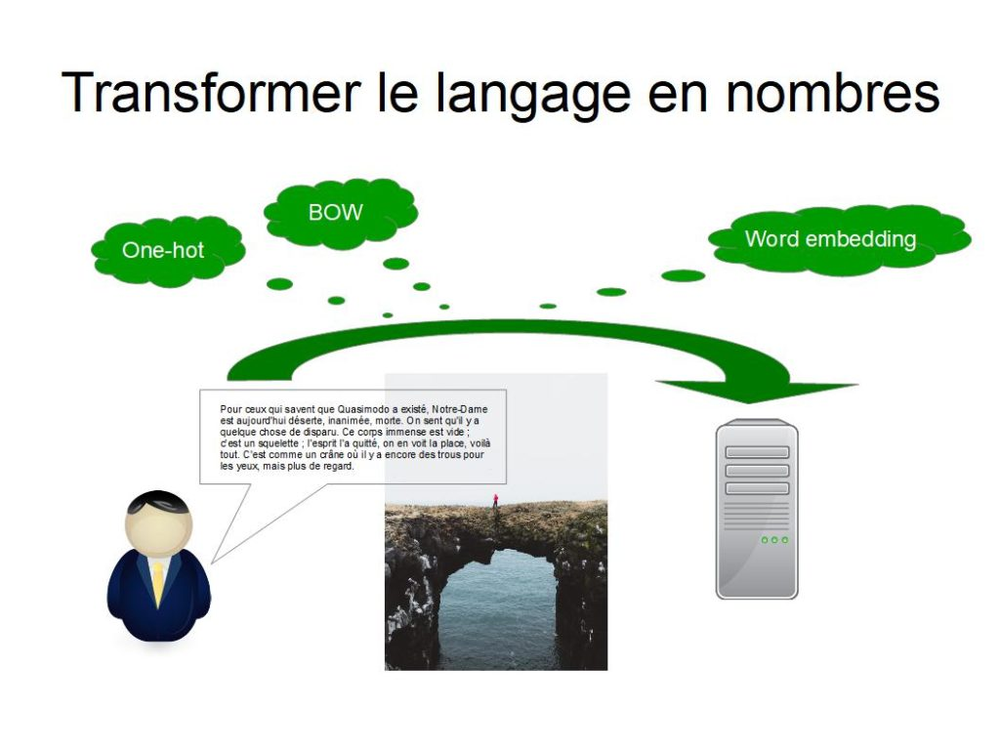 Transformer le langage en nombres
BOW
One-hot
Word embedding
Pour ceux qui savent que Quasimodo a existé, Notre-Dame
est aujourd'hui déserte, inanimée, morte. On sent qu'il y a
quelque chose de disparu. Ce corps immense est vide ;
c'est un squelette ; l'esprit l'a quitté, on en voit la place, voilà
tout. C'est comme un crâne où il y a encore des trous pour
les yeux, mais plus de regard.